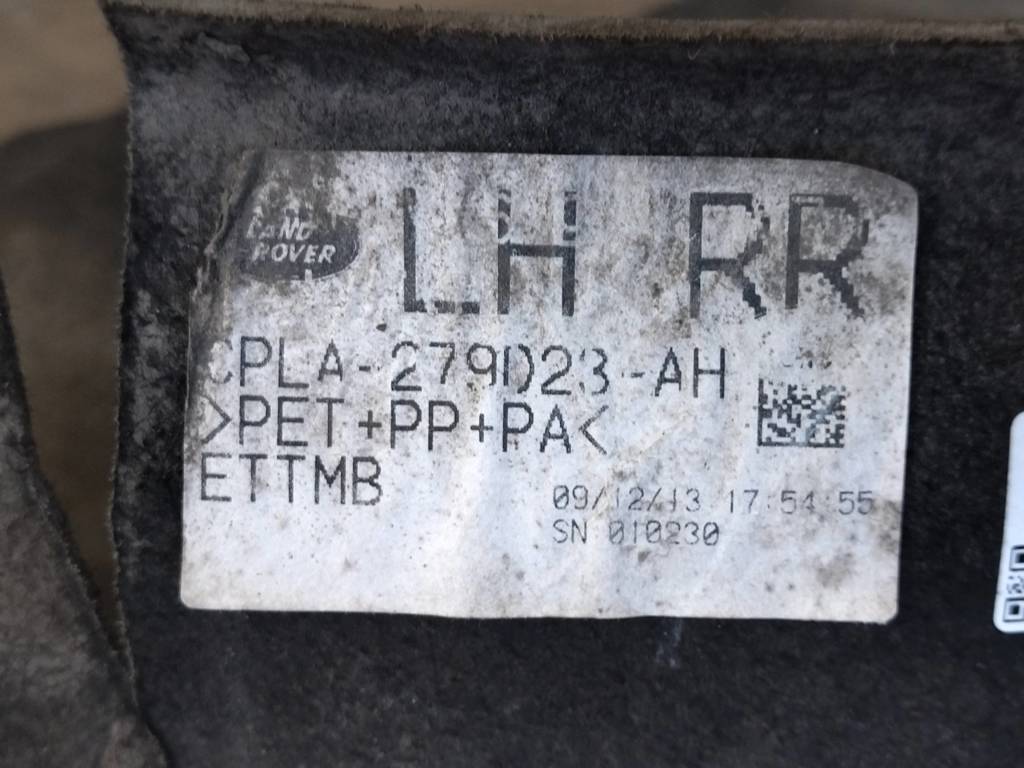 LAND
ROVER
LH RR
CPLA-279D23-AH
>PET+PP+PA<
ETTMB
09/12/13 17:54:55
SN 010230